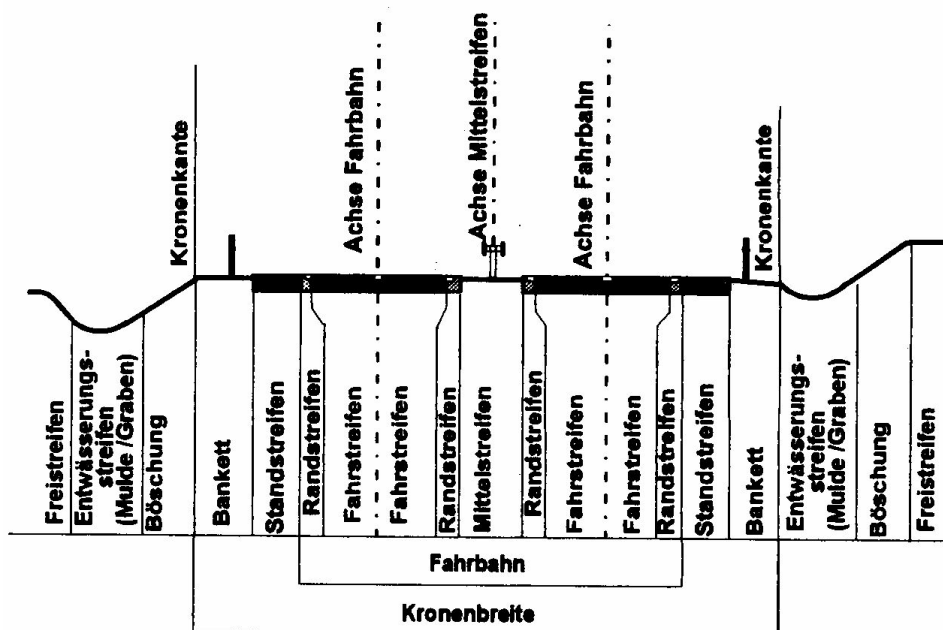 Kronenkante
Achse Fahrbahn
Achse Mittelstreifen
Achse Fahrbahn
Kronenkante
Freistreifen
Entwässerungs-
streifen
(Mulde/Graben)
Böschung
Bankett
Standstreifen
Randstreifen
Fahrstreifen
Fahrstreifen
Randstreifen
Mittelstreifen
Randstreifen
Fahrstreifen
Fahrstreifen
Randstreifen
Standstreifen
Bankett
Entwässerungs-
streifen
(Mulde/Graben)
Böschung
Freistreifen
Fahrbahn
Kronenbreite